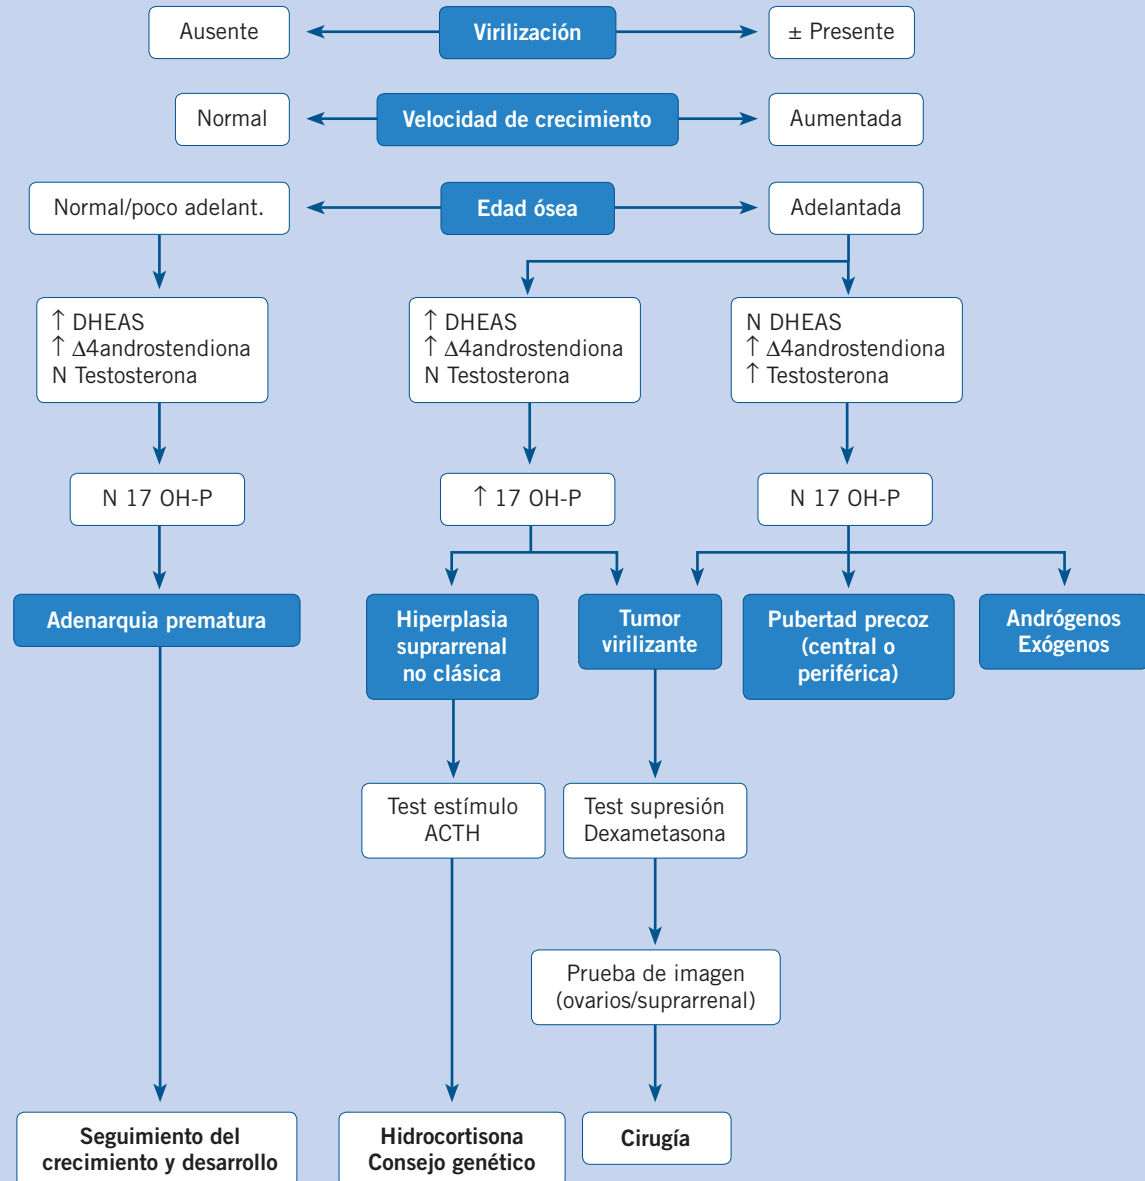 Ausente
Virilización
± Presente
Normal
Velocidad de crecimiento
Aumentada
Normal/poco adelant.
Edad ósea
Adelantada
↑ DHEAS
↑ Δ4androstendiona
N Testosterona
↑ DHEAS
↑ Δ4androstendiona
N Testosterona
N DHEAS
↑ Δ4androstendiona
↑ Testosterona
N 17 OH-P
↑ 17 OH-P
N 17 OH-P
Adenarquia prematura
Hiperplasia
suprarrenal
no clásica
Tumor
virilizante
Pubertad precoz
(central o
periférica)
Andrógenos
Exógenos
Test estímulo
ACTH
Test supresión
Dexametasona
Prueba de imagen
(ovarios/suprarrenal)
Seguimiento del
crecimiento y desarrollo
Hidrocortisona
Consejo genético
Cirugía